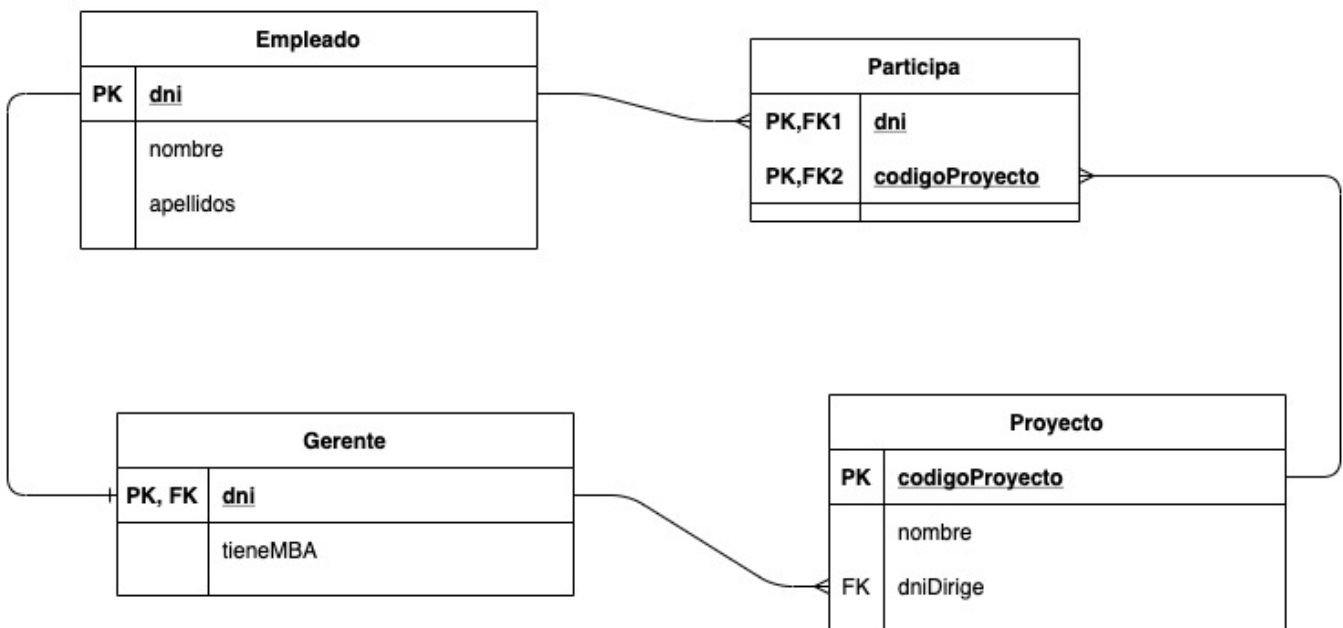 Empleado
PK dni
nombre
apellidos
Participa
PK,FK1 dni
PK,FK2 codigoProyecto
Gerente
PK, FK dni
tieneMBA
Proyecto
PK codigoProyecto
nombre
FK dniDirige